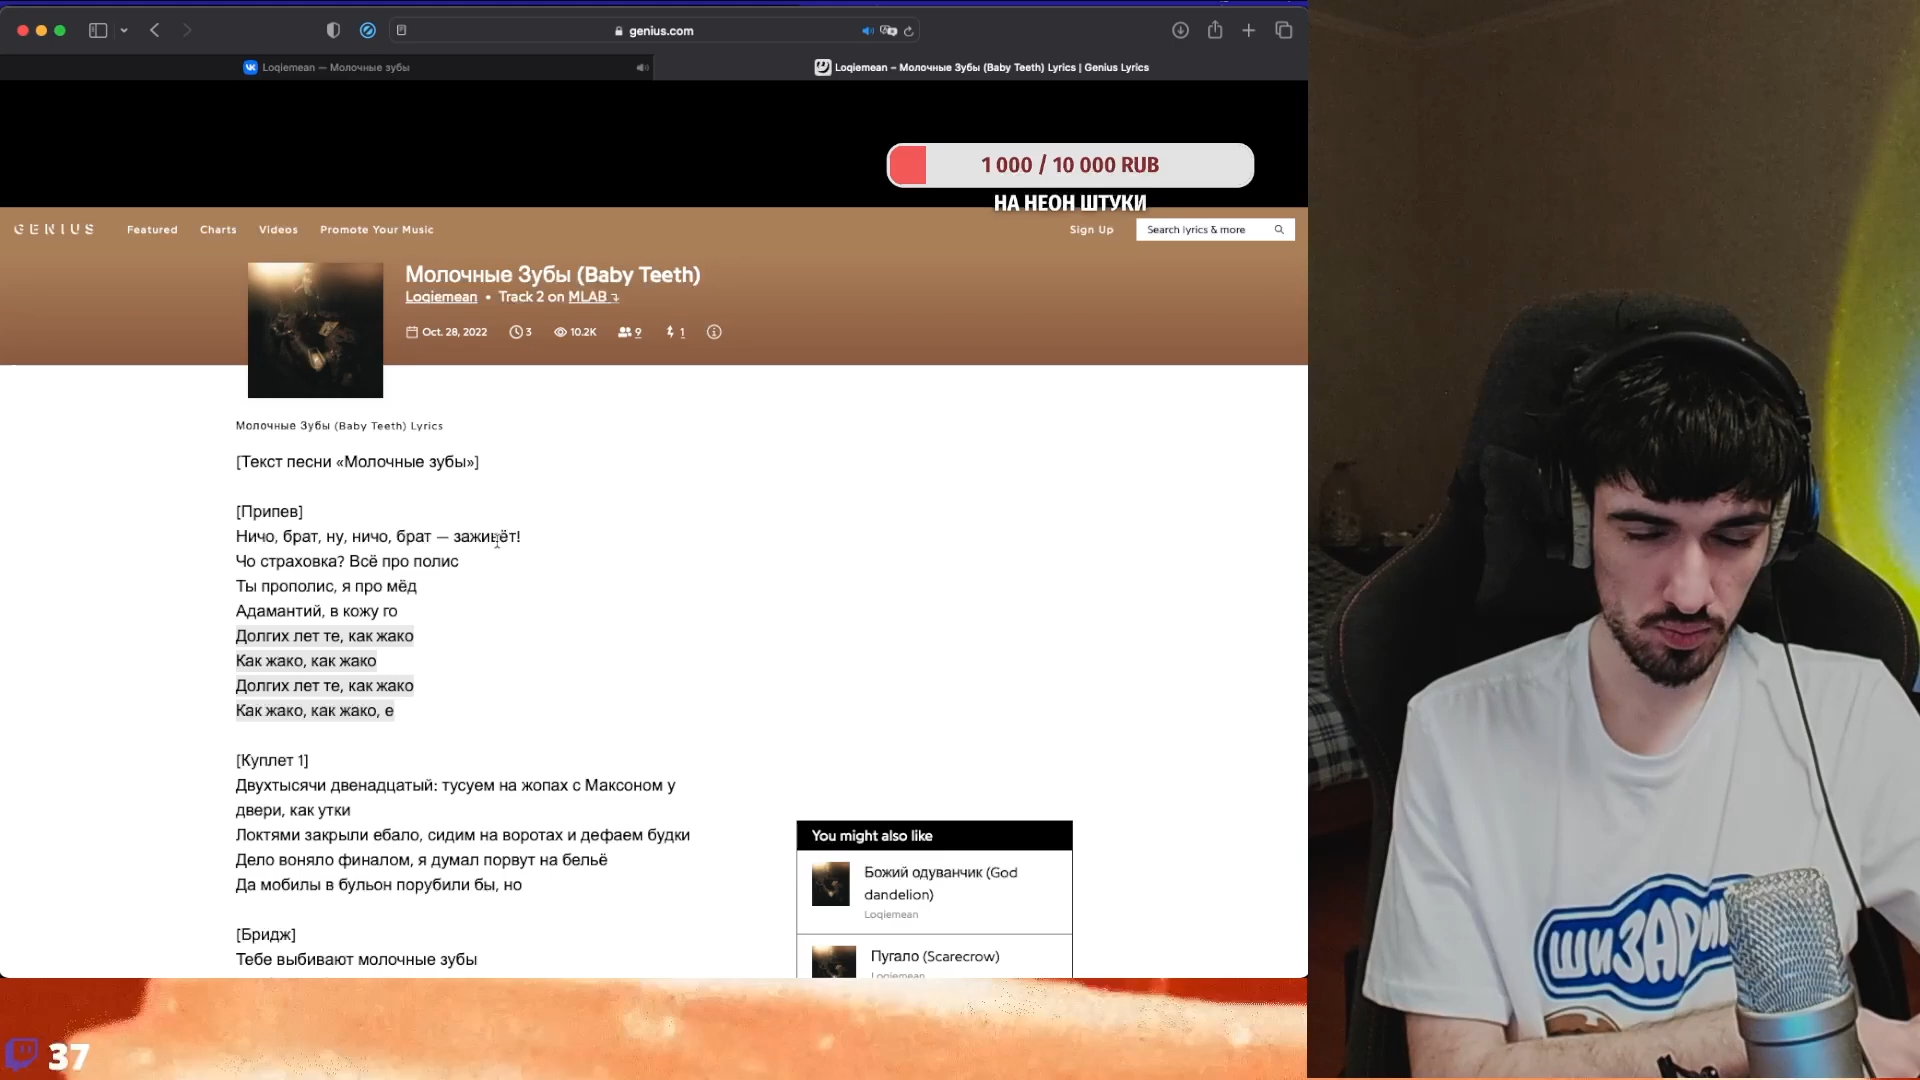 genius.com
Loqiemean — Молочные зубы
Loqiemean – Молочные Зубы (Baby Teeth) Lyrics | Genius Lyrics
1 000 / 10 000 RUB
НА НЕОН ШТУКИ
GENIUS
Featured
Charts
Videos
Promote Your Music
Sign Up
Search lyrics & more
Молочные Зубы (Baby Teeth)
Loqiemean • Track 2 on MLAB
Oct. 28, 2022
3
10.2K
9
1
Молочные Зубы (Baby Teeth) Lyrics
[Текст песни «Молочные зубы»]
[Припев]
Ничо, брат, ну, ничо, брат — заживёт!
Чо страховка? Всё про полис
Ты прополис, я про мёд
Адамантий, в кожу го
Долгих лет те, как жако
Как жако, как жако
Долгих лет те, как жако
Как жако, как жако, е
[Куплет 1]
Двухтысячи двенадцатый: тусуем на жопах с Максоном у
двери, как утки
Локтями закрыли ебало, сидим на воротах и дефаем будки
Дело воняло финалом, я думал порвут на бельё
Да мобилы в бульон порубили бы, но
[Бридж]
Тебе выбивают молочные зубы
You might also like
Божий одуванчик (God
dandelion)
Loqiemean
Пугало (Scarecrow)
Loqiemean
37